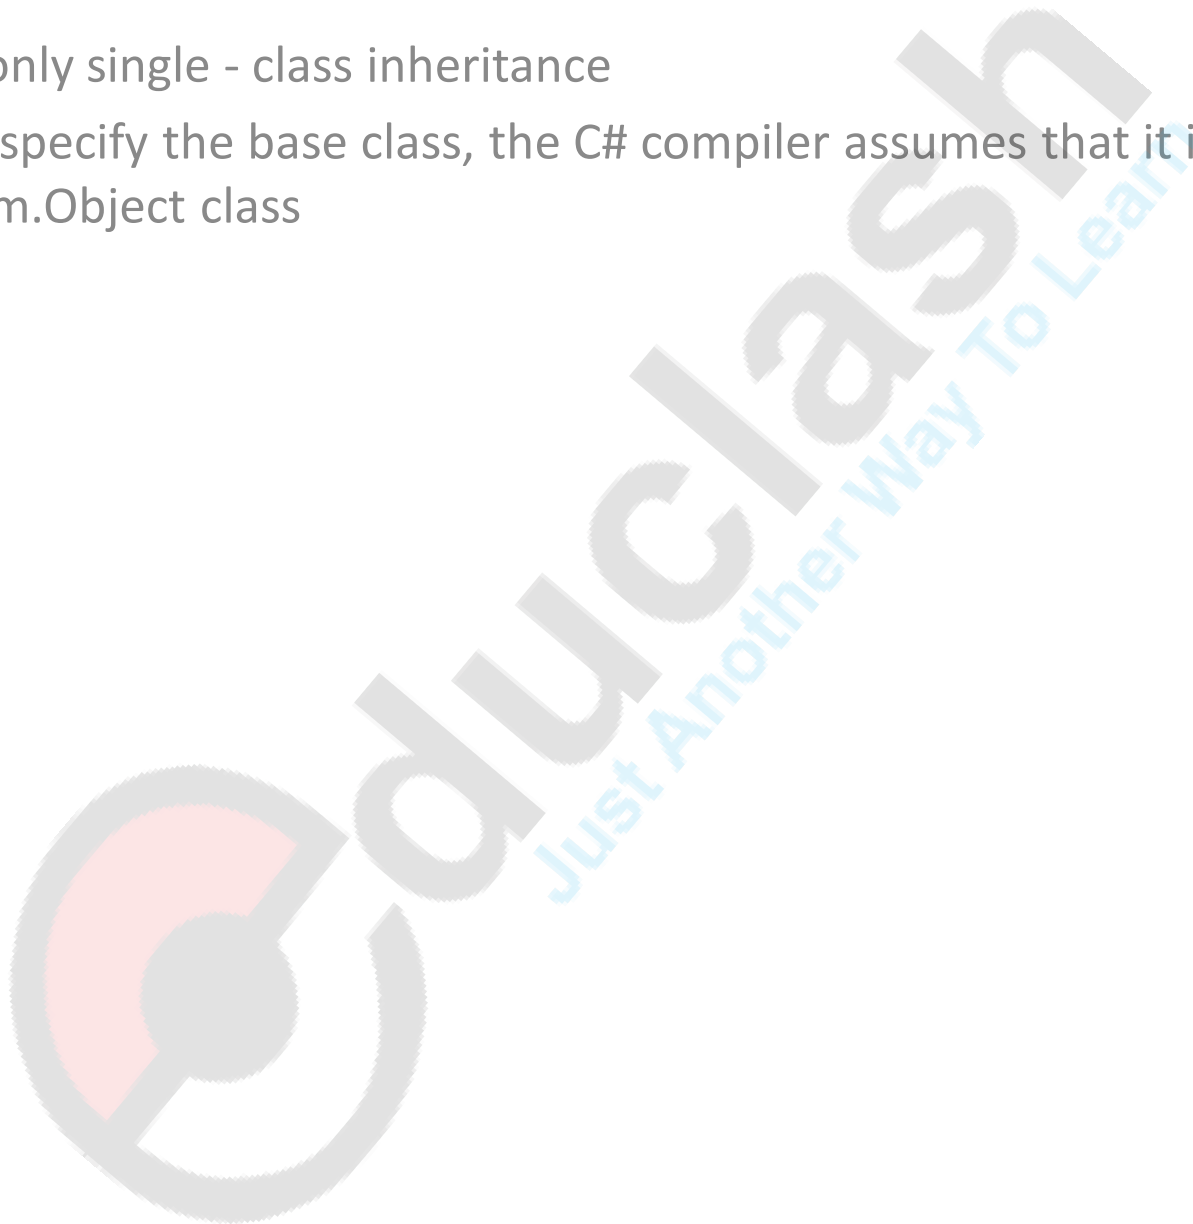 only single - class inheritance
specify the base class, the C# compiler assumes that it i
m.Object class
educlash
Just Another Way To Learn